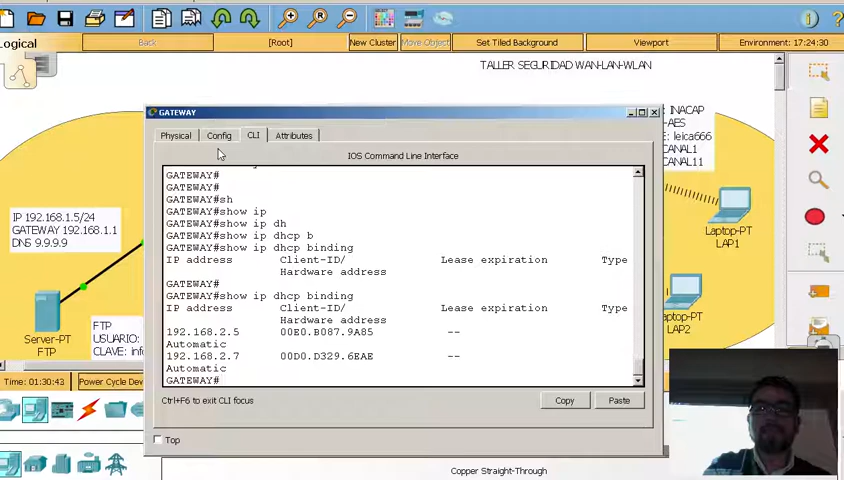 Logical
Back
[Root]
New Cluster
Move Object
Set Tiled Background
Viewport
Environment: 17:24:30
TALLER SEGURIDAD WAN-LAN-WLAN
INACAP
-AES
: leica666
CANAL1
CANAL11
IP 192.168.1.5/24
GATEWAY 192.168.1.1
DNS 9.9.9.9
Server-PT
FTP
FTP
USUARIO:
CLAVE: inf
Laptop-PT
LAP1
LAP2
GATEWAY
Physical
Config
CLI
Attributes
IOS Command Line Interface
GATEWAY#
GATEWAY#
GATEWAY#sh
GATEWAY#show ip
GATEWAY#show ip dh
GATEWAY#show ip dhcp b
GATEWAY#show ip dhcp binding
IP address Client-ID/ Lease expiration Type
Hardware address
GATEWAY#
GATEWAY#show ip dhcp binding
IP address Client-ID/ Lease expiration Type
Hardware address
192.168.2.5 00E0.B087.9A85 --
Automatic
192.168.2.7 00D0.D329.6EAE --
Automatic
GATEWAY#
Ctrl+F6 to exit CLI focus
Copy
Paste
Top
Time: 01:30:43
Power Cycle Dev
Copper Straight-Through